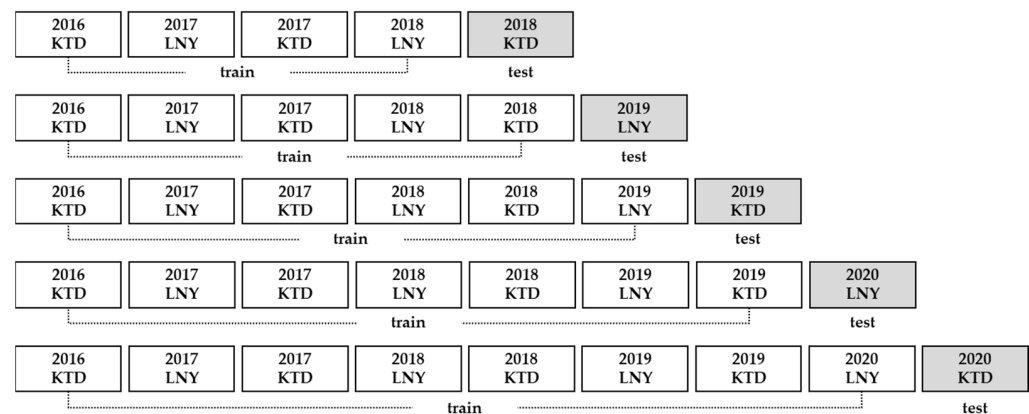 2016 2017 2017 2018 2018
KTD LNY KTD LNY KTD
train test
2016 2017 2017 2018 2018 2019
KTD LNY KTD LNY KTD LNY
train test
2016 2017 2017 2018 2018 2019 2019
KTD LNY KTD LNY KTD LNY KTD
train test
2016 2017 2017 2018 2018 2019 2019 2020
KTD LNY KTD LNY KTD LNY KTD LNY
train test
2016 2017 2017 2018 2018 2019 2019 2020 2020
KTD LNY KTD LNY KTD LNY KTD LNY KTD
train test